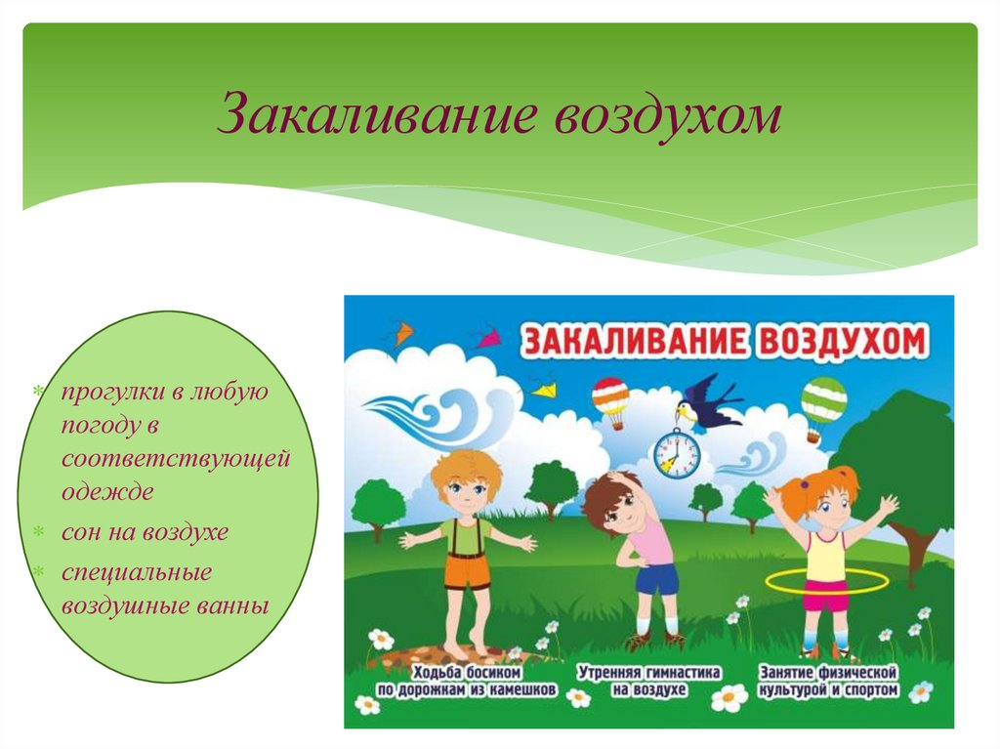 Закаливание воздухом
прогулки в любую
погоду в
соответствующей
одежде
сон на воздухе
специальные
воздушные ванны
ЗАКАЛИВАНИЕ ВОЗДУХОМ
Ходьба босиком
по дорожкам из камешков
Утренняя гимнастика
на воздухе
Занятие физической
культурой и спортом